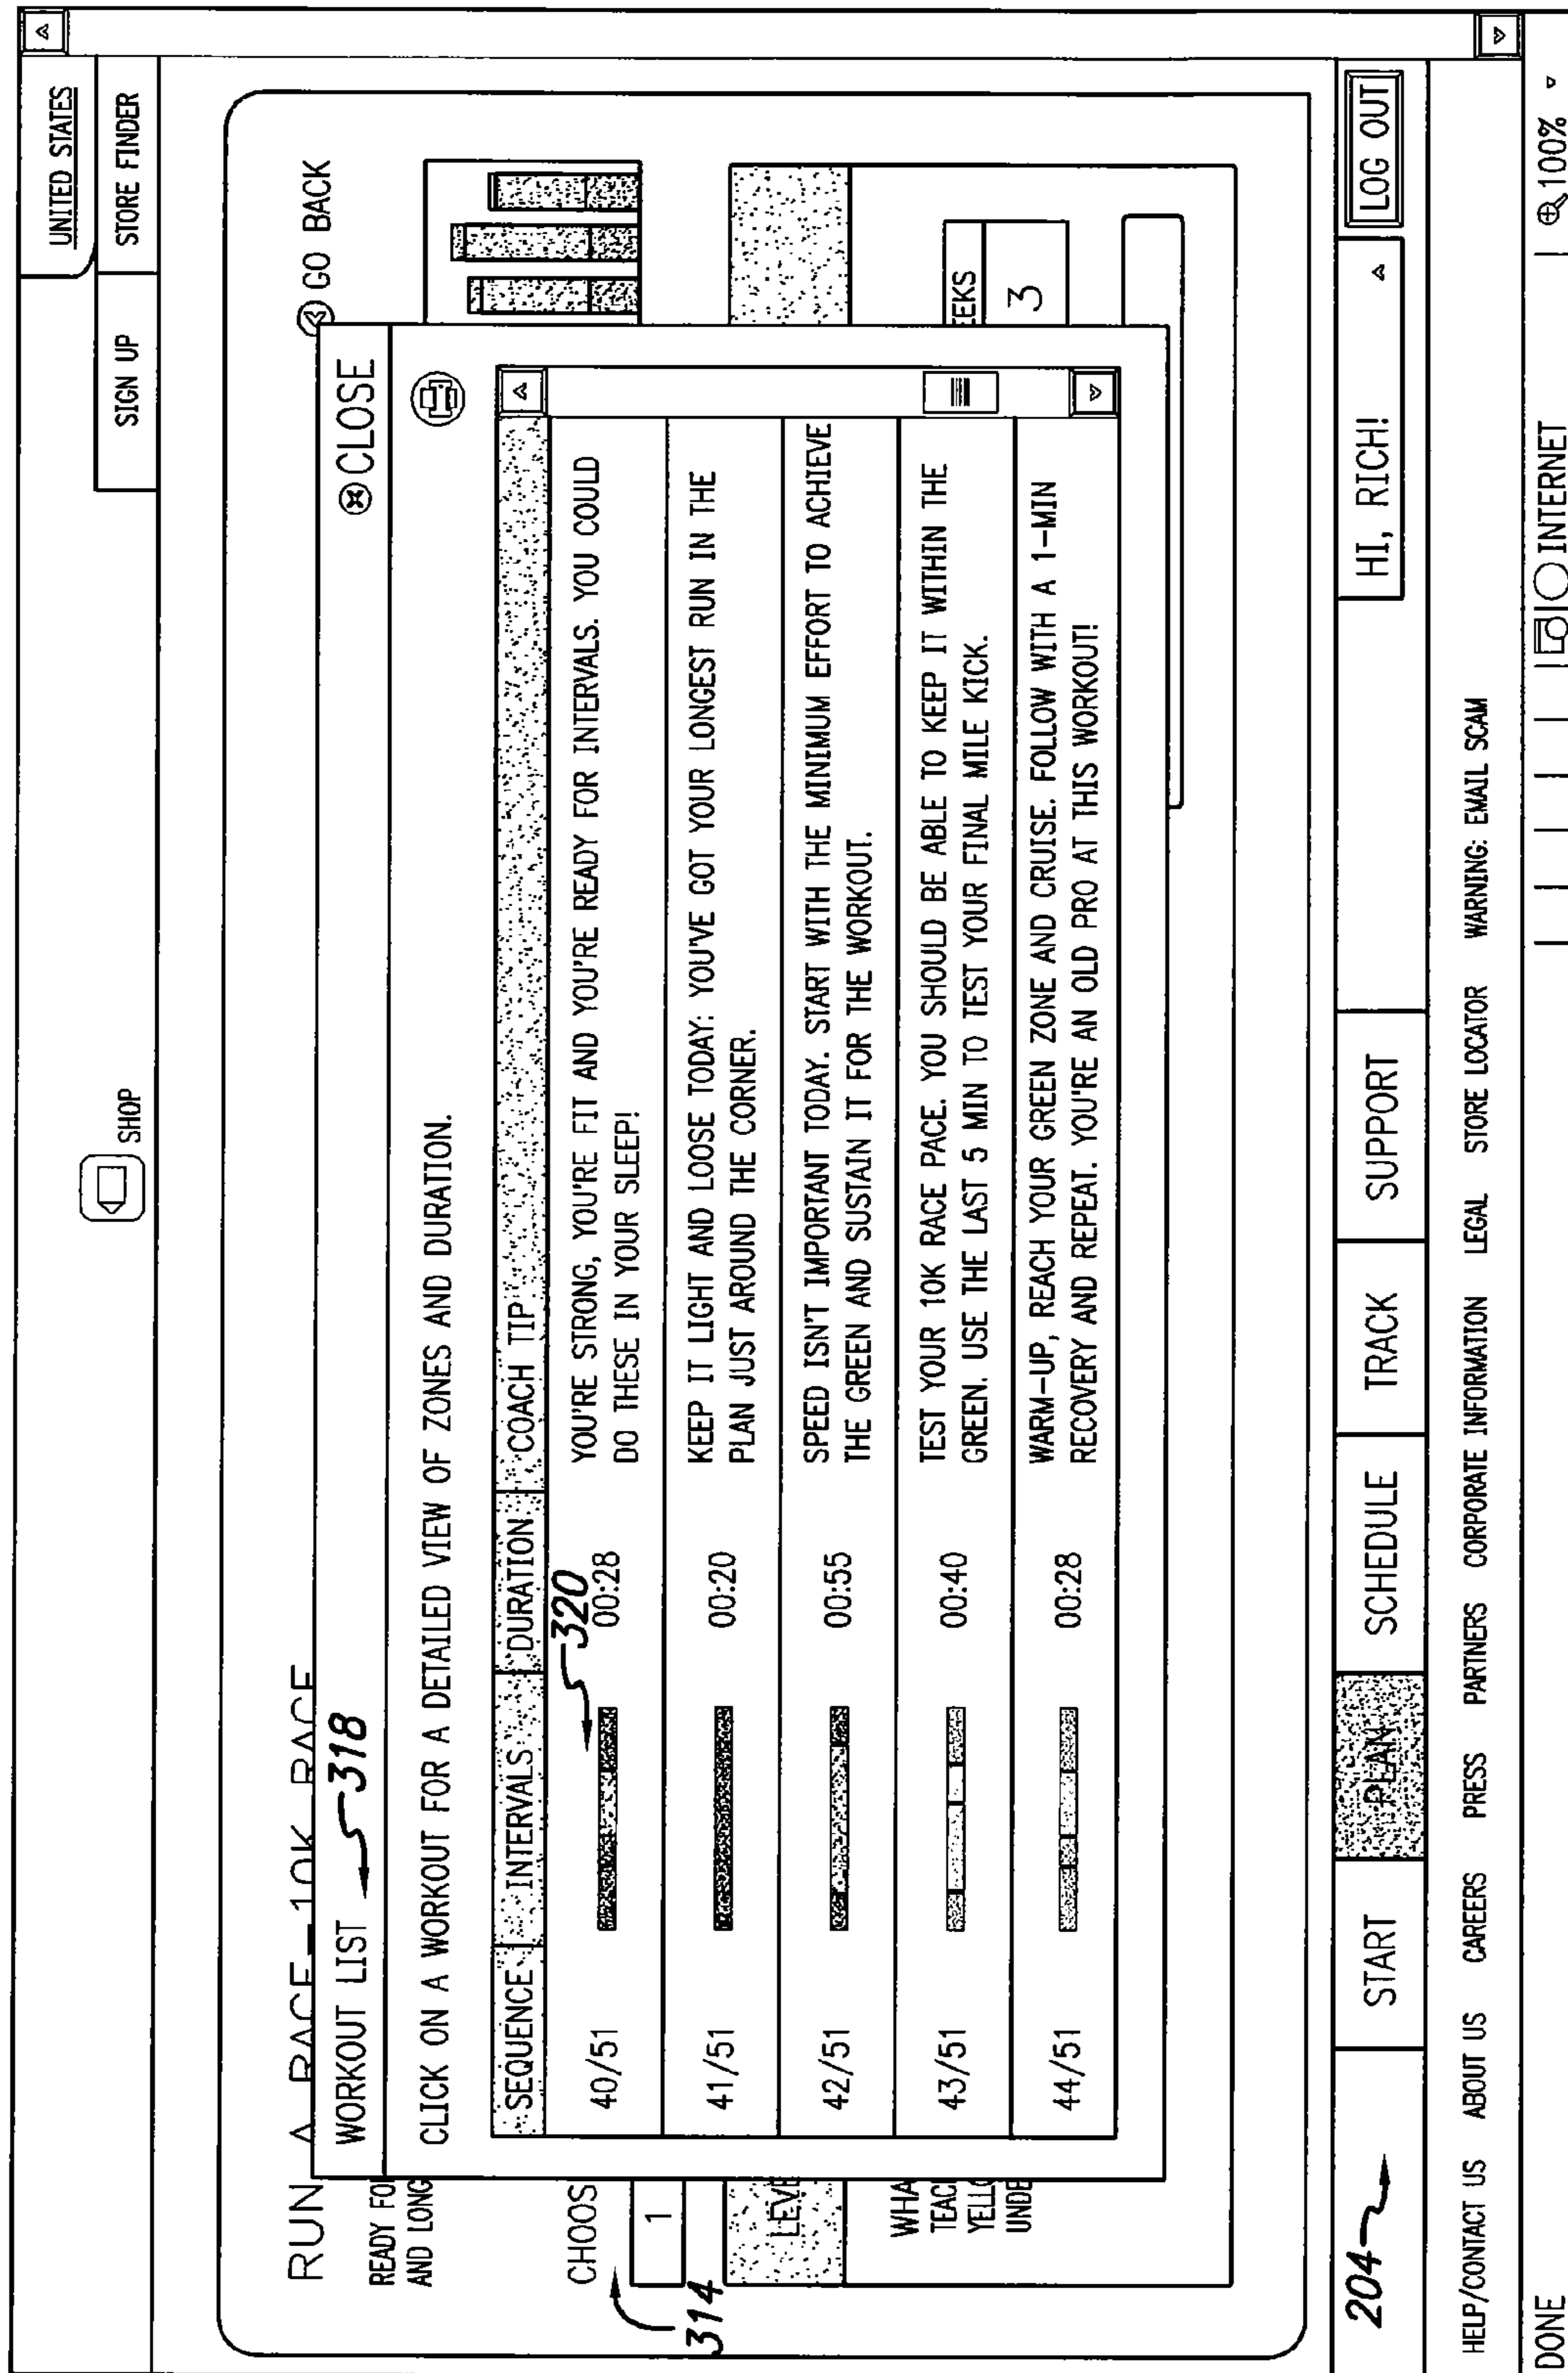 UNITED STATES
SHOP
SIGN UP
STORE FINDER
RUN A RACE-10K RACE
GO BACK
READY FO
AND LONG
WORKOUT LIST
318
CLOSE
CLICK ON A WORKOUT FOR A DETAILED VIEW OF ZONES AND DURATION.
CHOOS
314
1
LEVE
WHA
TEAC
YELLO
UNDE
EEKS
3
SEQUENCE INTERVALS DURATION COACH TIP
320
40/51 00:28 YOU'RE STRONG, YOU'RE FIT AND YOU'RE READY FOR INTERVALS. YOU COULD
DO THESE IN YOUR SLEEP!
41/51 00:20 KEEP IT LIGHT AND LOOSE TODAY: YOU'VE GOT YOUR LONGEST RUN IN THE
PLAN JUST AROUND THE CORNER.
42/51 00:55 SPEED ISN'T IMPORTANT TODAY. START WITH THE MINIMUM EFFORT TO ACHIEVE
THE GREEN AND SUSTAIN IT FOR THE WORKOUT.
43/51 00:40 TEST YOUR 10K RACE PACE. YOU SHOULD BE ABLE TO KEEP IT WITHIN THE
GREEN. USE THE LAST 5 MIN TO TEST YOUR FINAL MILE KICK.
44/51 00:28 WARM-UP, REACH YOUR GREEN ZONE AND CRUISE. FOLLOW WITH A 1-MIN
RECOVERY AND REPEAT. YOU'RE AN OLD PRO AT THIS WORKOUT!
204
START PLAN SCHEDULE TRACK SUPPORT HI, RICH! LOG OUT
HELP/CONTACT US ABOUT US CAREERS PRESS PARTNERS CORPORATE INFORMATION LEGAL STORE LOCATOR WARNING: EMAIL SCAM
DONE INTERNET 100%